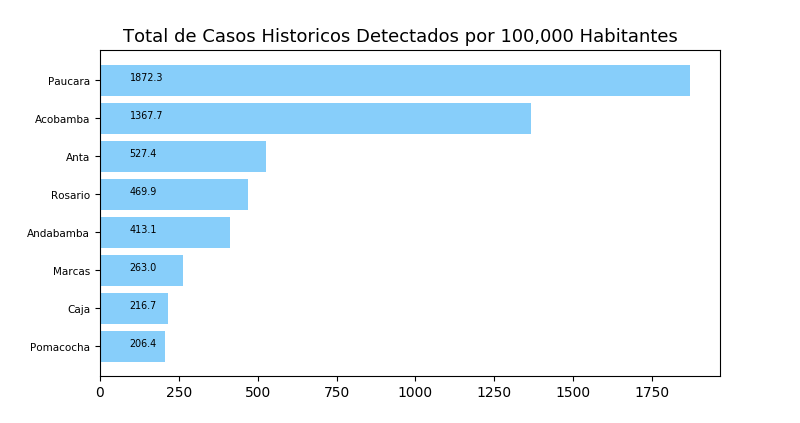 Total de Casos Historicos Detectados por 100,000 Habitantes
Paucara 1872.3
Acobamba 1367.7
Anta 527.4
Rosario 469.9
Andabamba 413.1
Marcas 263.0
Caja 216.7
Pomacocha 206.4
0 250 500 750 1000 1250 1500 1750